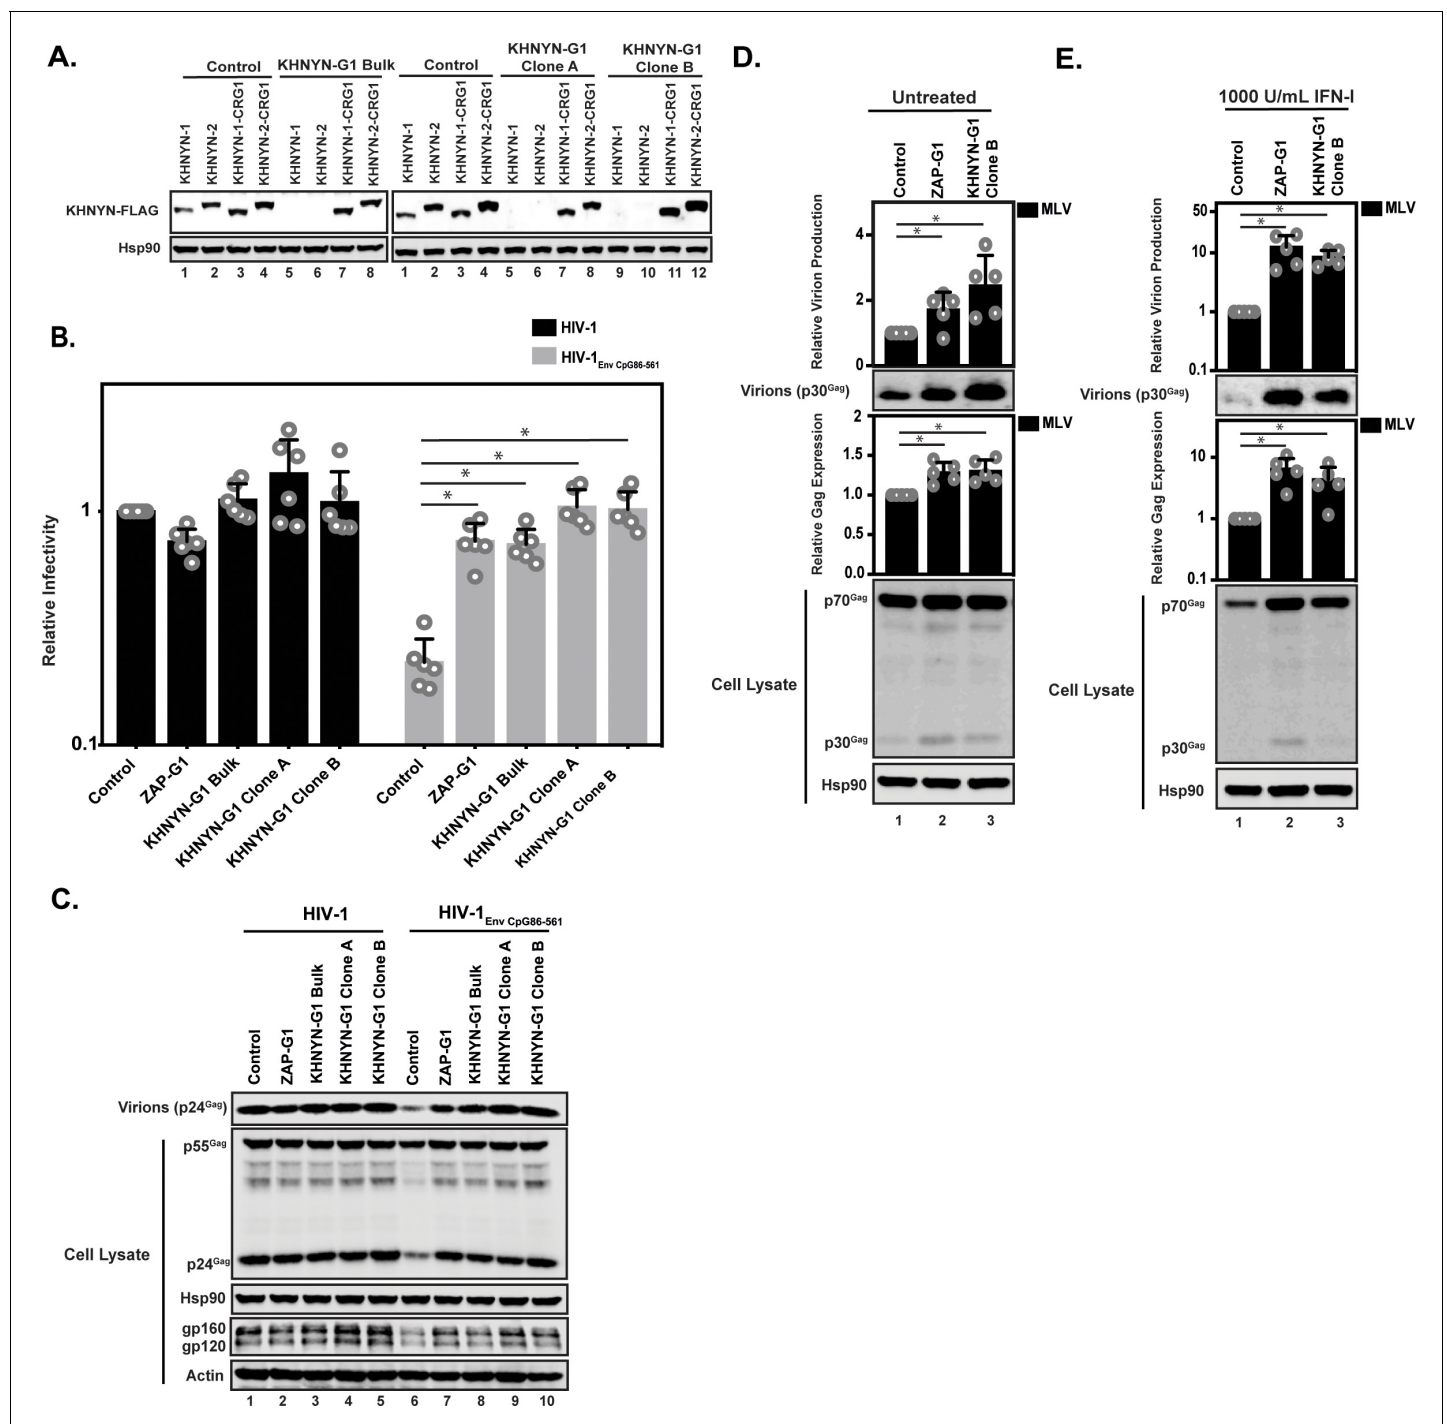 A.
Control
KHNYN-G1 Bulk
Control
KHNYN-G1
Clone A
KHNYN-G1
Clone B
KHNYN-1
KHNYN-2
KHNYN-1-CRG1
KHNYN-2-CRG1
KHNYN-1
KHNYN-2
KHNYN-1-CRG1
KHNYN-2-CRG1
KHNYN-1
KHNYN-2
KHNYN-1-CRG1
KHNYN-2-CRG1
KHNYN-1
KHNYN-2
KHNYN-1-CRG1
KHNYN-2-CRG1
KHNYN-1
KHNYN-2
KHNYN-1-CRG1
KHNYN-2-CRG1
KHNYN-FLAG
Hsp90
1 2 3 4 5 6 7 8
1 2 3 4 5 6 7 8 9 10 11 12
B.
HIV-1
HIV-1Env CpG86-561
Relative Infectivity
1
0.1
* * * *
Control
ZAP-G1
KHNYN-G1 Bulk
KHNYN-G1 Clone A
KHNYN-G1 Clone B
Control
ZAP-G1
KHNYN-G1 Bulk
KHNYN-G1 Clone A
KHNYN-G1 Clone B
C.
HIV-1
HIV-1Env CpG86-561
Control
ZAP-G1
KHNYN-G1 Bulk
KHNYN-G1 Clone A
KHNYN-G1 Clone B
Control
ZAP-G1
KHNYN-G1 Bulk
KHNYN-G1 Clone A
KHNYN-G1 Clone B
Virions (p24Gag)
p55Gag
Cell Lysate
p24Gag
Hsp90
gp160
gp120
Actin
1 2 3 4 5 6 7 8 9 10
D.
Untreated
Control
ZAP-G1
KHNYN-G1
Clone B
MLV
Relative Virion Production
4
2
0
* *
Virions (p30Gag)
MLV
Relative Gag Expression
2
1.5
1.0
0.5
0.0
* *
p70Gag
Cell Lysate
p30Gag
Hsp90
1 2 3
E.
1000 U/mL IFN-I
Control
ZAP-G1
KHNYN-G1
Clone B
MLV
Relative Virion Production
50
10
1
0.1
* *
Virions (p30Gag)
MLV
Relative Gag Expression
10
1
0.1
* *
p70Gag
Cell Lysate
p30Gag
Hsp90
1 2 3